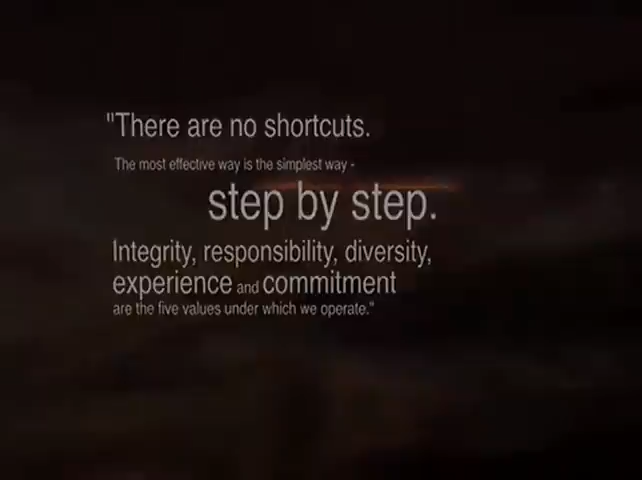 "There are no shortcuts.
The most effective way is the simplest way -
step by step.
Integrity, responsibility, diversity,
experience and commitment
are the five values under which we operate."